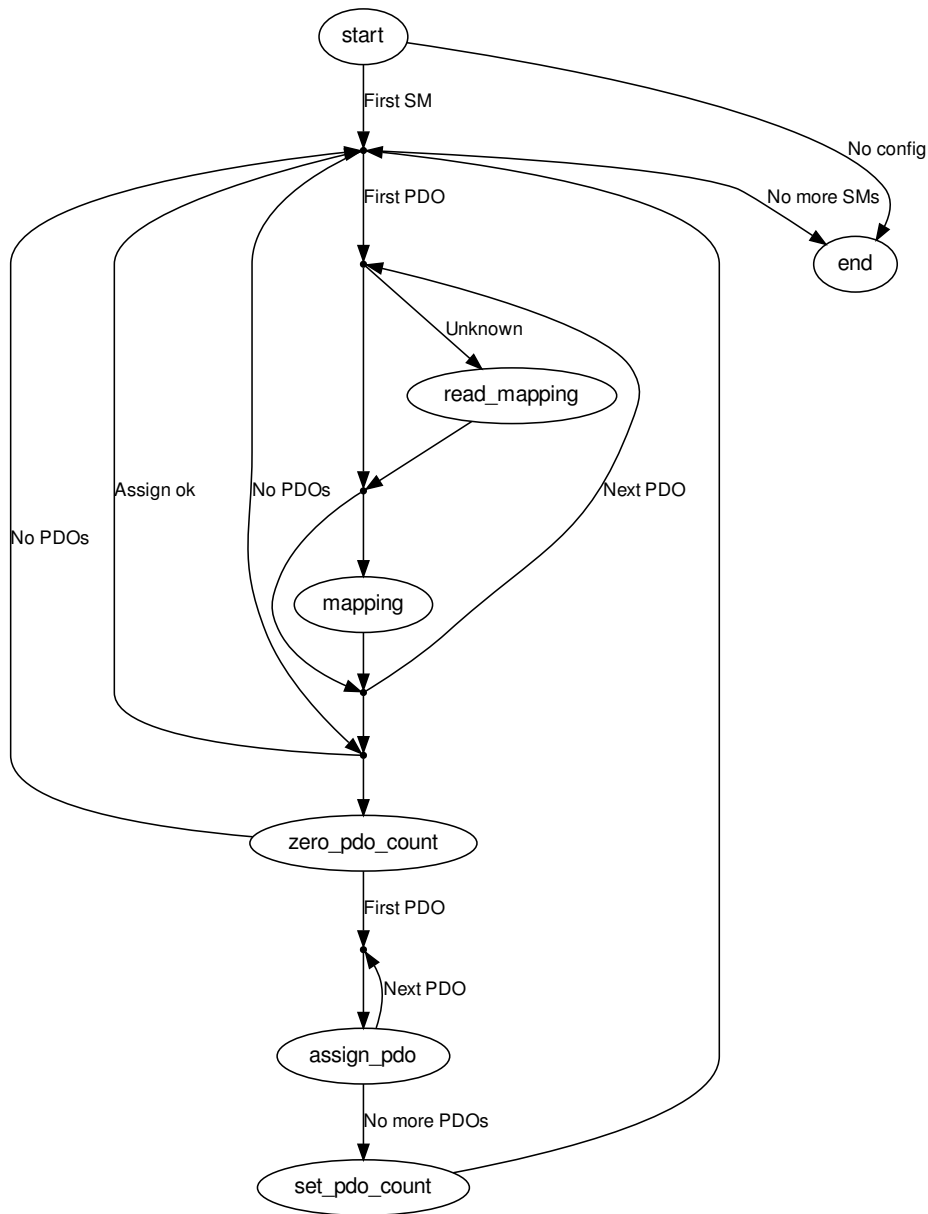 start
First SM
No config
First PDO
No more SMs
end
Unknown
read_mapping
No PDOs
Assign ok
No PDOs
Next PDO
mapping
zero_pdo_count
First PDO
Next PDO
assign_pdo
No more PDOs
set_pdo_count